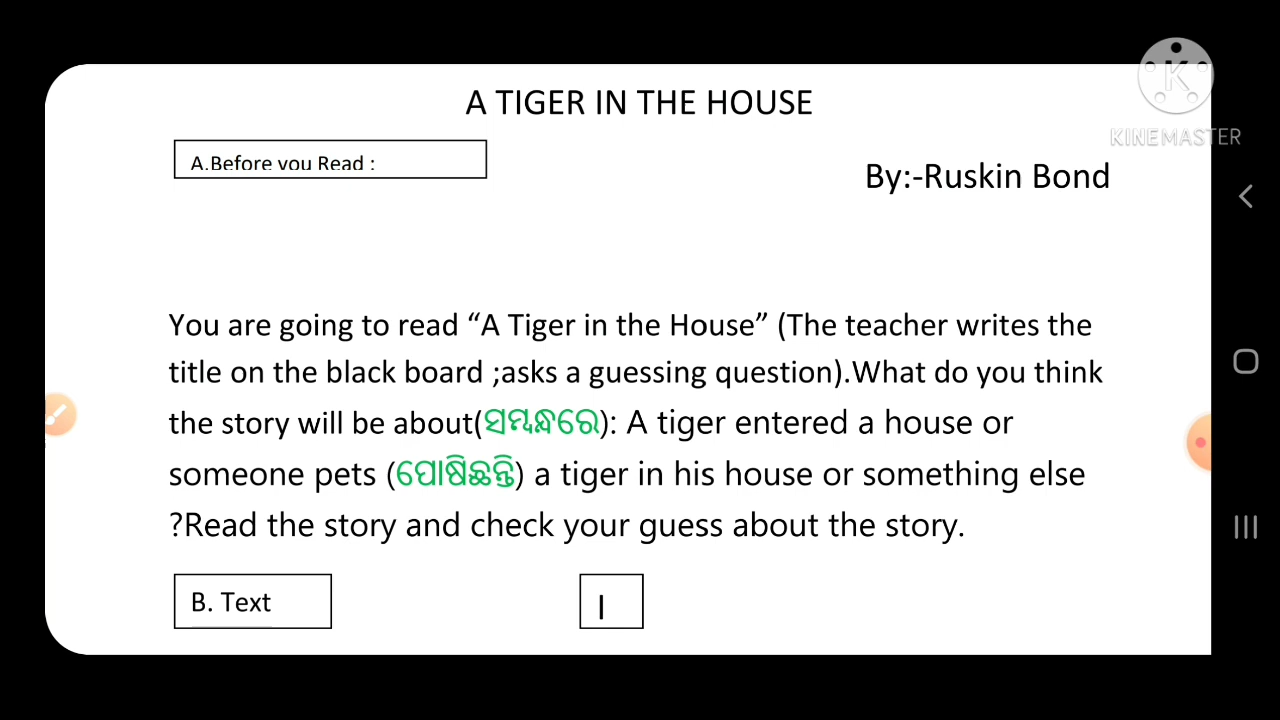 A TIGER IN THE HOUSE
K
KINEMASTER
A.Before you Read :
By:-Ruskin Bond
You are going to read “A Tiger in the House” (The teacher writes the
title on the black board ;asks a guessing question).What do you think
the story will be about(ସମ୍ବନ୍ଧରେ): A tiger entered a house or
someone pets (ପୋଷିଛନ୍ତି) a tiger in his house or something else
?Read the story and check your guess about the story.
B. Text
I